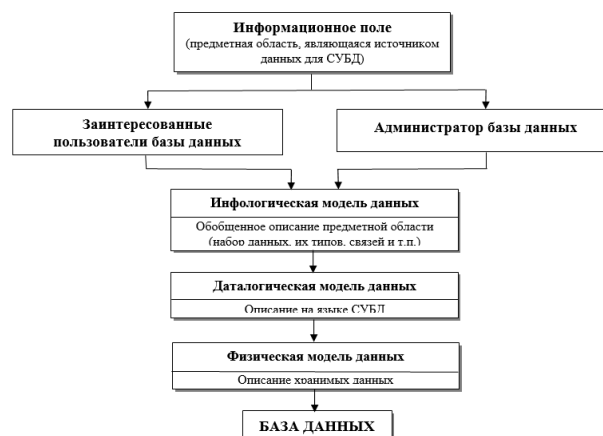 Информационное поле
(предметная область, являющаяся источником
данных для СУБД)
Заинтересованные
пользователи базы данных
Администратор базы данных
Инфологическая модель данных
Обобщенное описание предметной области
(набор данных, их типов, связей и т.п.)
Даталогическая модель данных
Описание на языке СУБД
Физическая модель данных
Описание хранимых данных
БАЗА ДАННЫХ